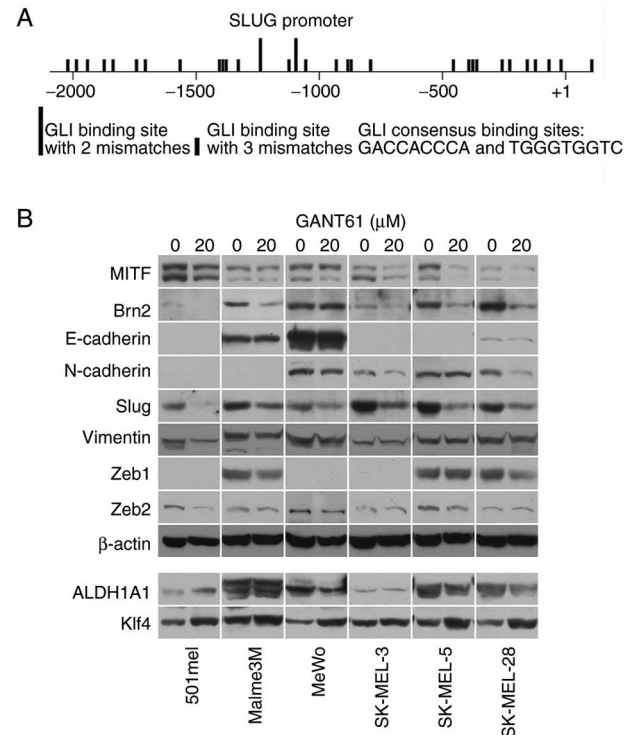 A
SLUG promoter
−2000 −1500 −1000 −500 +1
GLI binding site
with 2 mismatches
GLI binding site
with 3 mismatches
GLI consensus binding sites:
GACCACCCA and TGGGTGGTC
B
GANT61 (μM)
0 20 0 20 0 20 0 20 0 20 0 20
MITF
Brn2
E-cadherin
N-cadherin
Slug
Vimentin
Zeb1
Zeb2
β-actin
ALDH1A1
Klf4
501mel
Malme3M
MeWo
SK-MEL-3
SK-MEL-5
SK-MEL-28